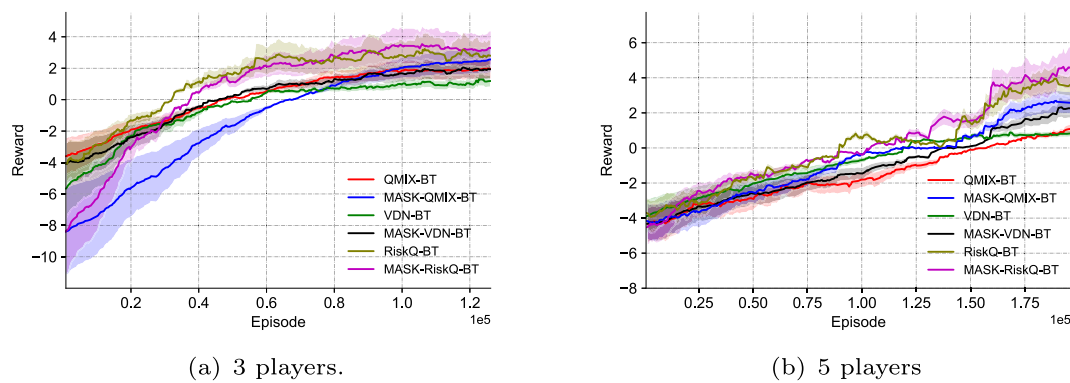 4
2
0
−2
−4
−6
−8
−10
Reward
QMIX-BT
MASK-QMIX-BT
VDN-BT
MASK-VDN-BT
RiskQ-BT
MASK-RiskQ-BT
0.2 0.4 0.6 0.8 1.0 1.2
Episode
1e5
(a) 3 players.
6
4
2
0
−2
−4
−6
−8
Reward
QMIX-BT
MASK-QMIX-BT
VDN-BT
MASK-VDN-BT
RiskQ-BT
MASK-RiskQ-BT
0.25 0.50 0.75 1.00 1.25 1.50 1.75
Episode
1e5
(b) 5 players